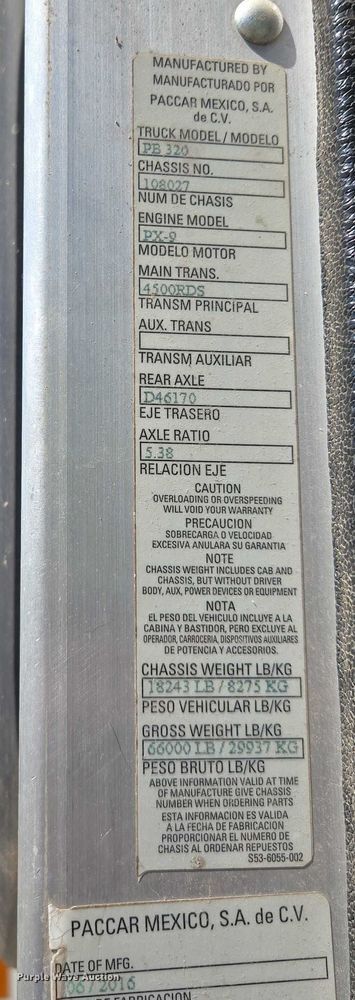 MANUFACTURED BY
MANUFACTURADO POR
PACCAR MEXICO, S.A.
de C.V.
TRUCK MODEL / MODELO
PB 320
CHASSIS NO.
108027
NUM DE CHASIS
ENGINE MODEL
PX-9
MODELO MOTOR
MAIN TRANS.
4500RDS
TRANSM PRINCIPAL
AUX. TRANS
TRANSM AUXILIAR
REAR AXLE
D46170
EJE TRASERO
AXLE RATIO
5.38
RELACION EJE
CAUTION
OVERLOADING OR OVERSPEEDING
WILL VOID YOUR WARRANTY
PRECAUCION
SOBRECARGA O VELOCIDAD
EXCESIVA ANULARA SU GARANTIA
NOTE
CHASSIS WEIGHT INCLUDES CAB AND
CHASSIS, BUT WITHOUT DRIVER
BODY, AUX, POWER DEVICES OR EQUIPMENT
NOTA
EL PESO DEL VEHICULO INCLUYE A LA
CABINA Y BASTIDOR, PERO EXCLUYE AL
OPERADOR, CARROCERIA, DISPOSITIVOS AUXILIARES
DE POTENCIA Y ACCESORIOS.
CHASSIS WEIGHT LB/KG
18243 LB / 8275 KG
PESO VEHICULAR LB/KG
GROSS WEIGHT LB/KG
66000 LB / 29937 KG
PESO BRUTO LB/KG
ABOVE INFORMATION VALID AT TIME
OF MANUFACTURE GIVE CHASSIS
NUMBER WHEN ORDERING PARTS
ESTA INFORMACION ES VALIDA
A LA FECHA DE FABRICACION
PROPORCIONAR EL NUMERO DE
CHASIS AL ORDENAR REPUESTOS
S53-6055-002
PACCAR MEXICO, S.A. de C.V.
DATE OF MFG.
06 / 2016
DE FABRICACION
Purple Wave Auction